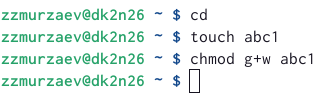 zzmurzaev@dk2n26 ~ $ cd
zzmurzaev@dk2n26 ~ $ touch abc1
zzmurzaev@dk2n26 ~ $ chmod g+w abc1
zzmurzaev@dk2n26 ~ $